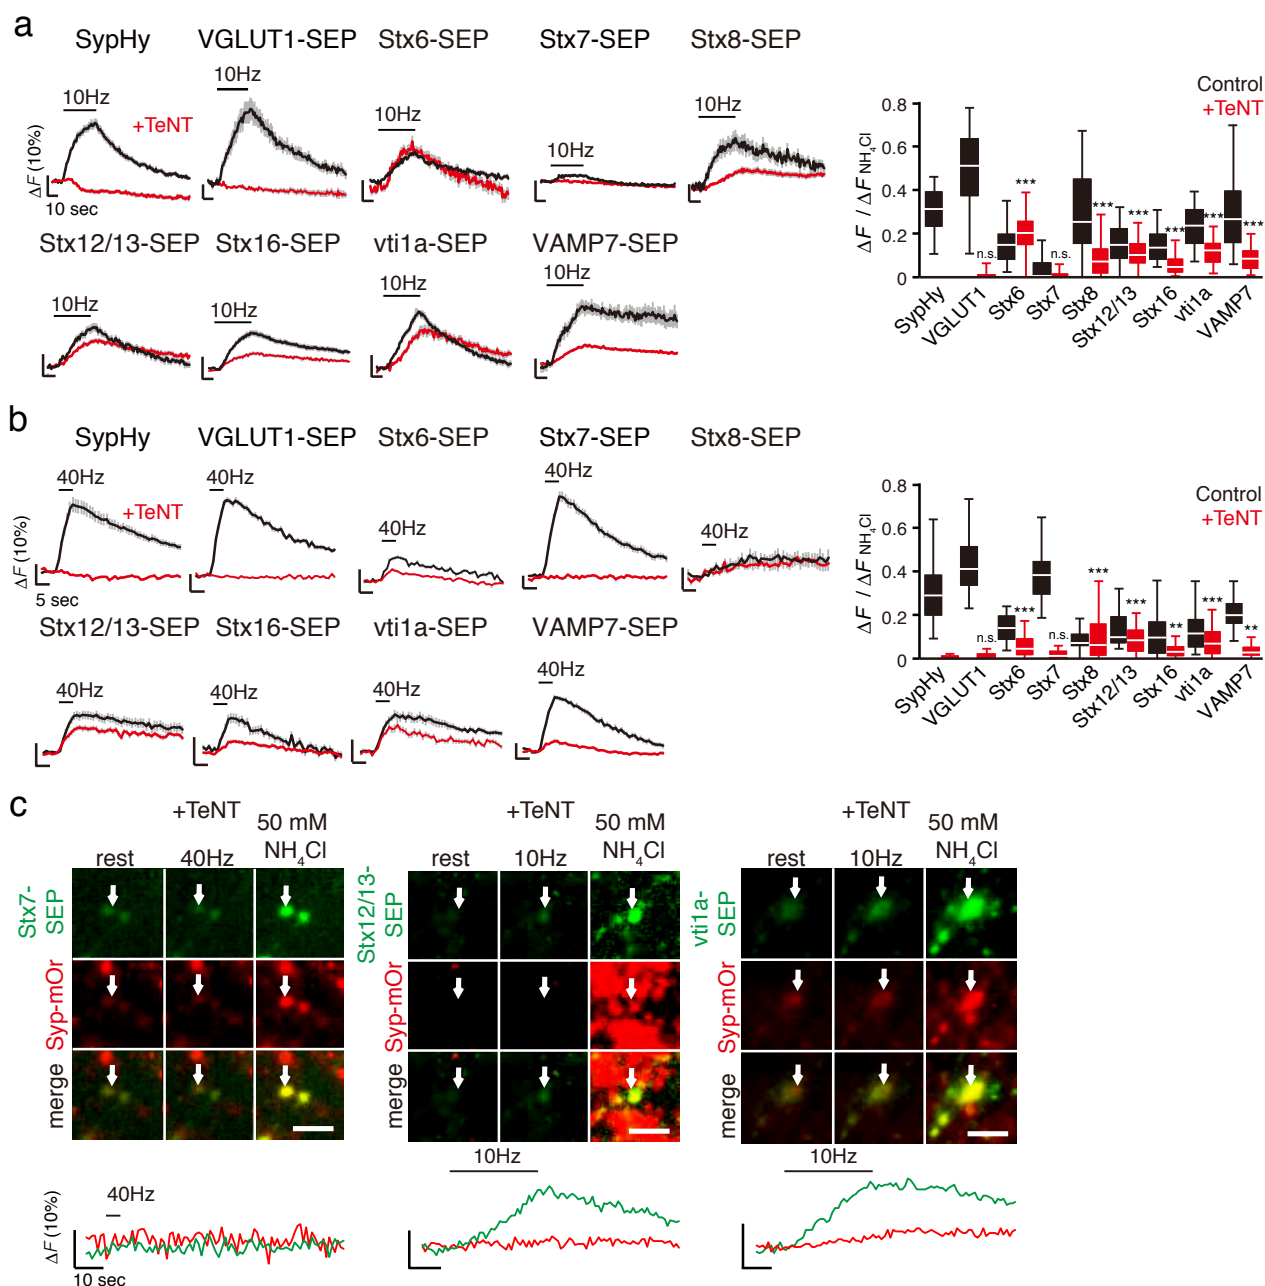 a
SypHy VGLUT1-SEP Stx6-SEP Stx7-SEP Stx8-SEP
10Hz 10Hz 10Hz 10Hz 10Hz
+TeNT
ΔF (10%)
10 sec
Stx12/13-SEP Stx16-SEP vti1a-SEP VAMP7-SEP
10Hz 10Hz 10Hz 10Hz
Control
+TeNT
ΔF / ΔF NH4Cl
0.8
0.6
0.4
0.2
0
n.s. *** n.s. *** *** *** *** ***
SypHy VGLUT1 Stx6 Stx7 Stx8 Stx12/13 Stx16 vti1a VAMP7
b
SypHy VGLUT1-SEP Stx6-SEP Stx7-SEP Stx8-SEP
40Hz 40Hz 40Hz 40Hz 40Hz
+TeNT
ΔF (10%)
5 sec
Stx12/13-SEP Stx16-SEP vti1a-SEP VAMP7-SEP
40Hz 40Hz 40Hz 40Hz
Control
+TeNT
ΔF / ΔF NH4Cl
0.8
0.6
0.4
0.2
0
n.s. *** n.s. *** *** ** *** **
SypHy VGLUT1 Stx6 Stx7 Stx8 Stx12/13 Stx16 vti1a VAMP7
c
+TeNT
rest 40Hz 50 mM NH4Cl
Stx7-SEP
Syp-mOr
merge
40Hz
ΔF (10%)
10 sec
+TeNT
rest 10Hz 50 mM NH4Cl
Stx12/13-SEP
Syp-mOr
merge
10Hz
+TeNT
rest 10Hz 50 mM NH4Cl
vti1a-SEP
Syp-mOr
merge
10Hz